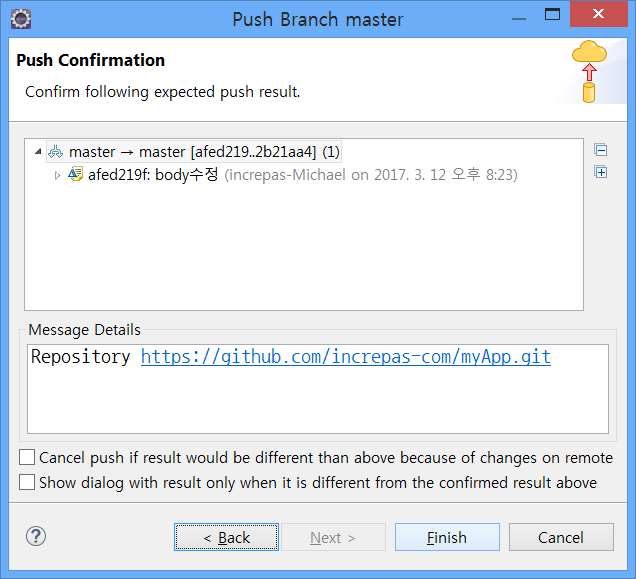 Push Branch master
Push Confirmation
Confirm following expected push result.
master → master [afed219..2b21aa4] (1)
afed219f: body수정 (increpas-Michael on 2017. 3. 12 오후 8:23)
Message Details
Repository https://github.com/increpas-com/myApp.git
Cancel push if result would be different than above because of changes on remote
Show dialog with result only when it is different from the confirmed result above
? < Back Next > Finish Cancel